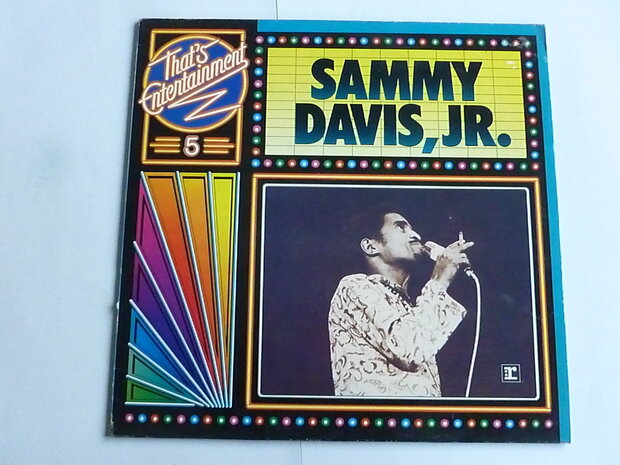 That's
Entertainment
5
SAMMY
DAVIS, JR.
r